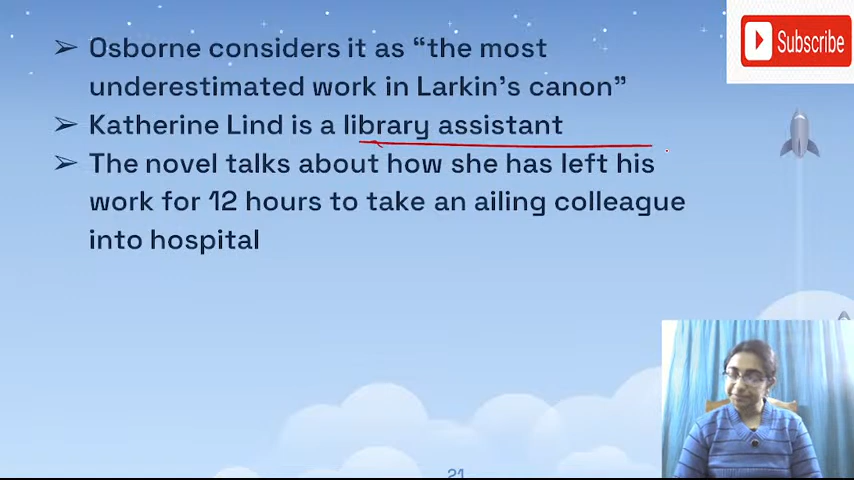 ➢ Osborne considers it as “the most
underestimated work in Larkin’s canon”
➢ Katherine Lind is a library assistant
➢ The novel talks about how she has left his
work for 12 hours to take an ailing colleague
into hospital
Subscribe
21